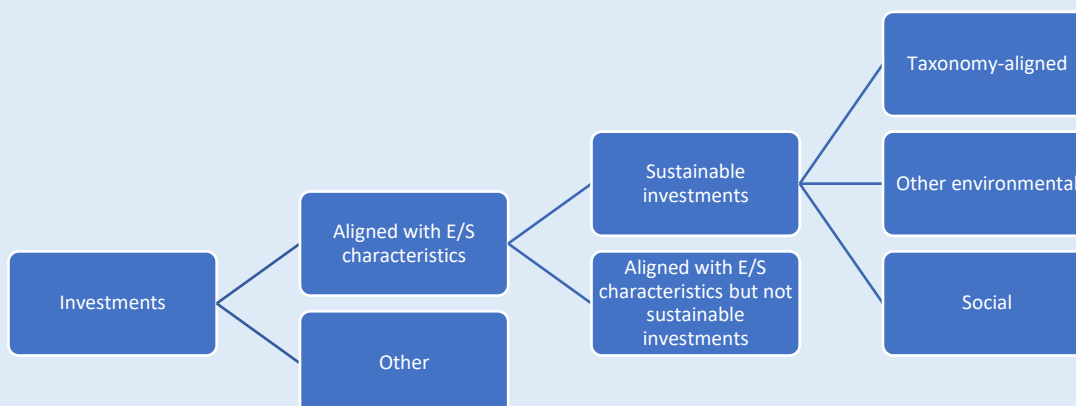 Investments
Aligned with E/S
characteristics
Other
Sustainable
investments
Aligned with E/S
characteristics but not
sustainable
investments
Taxonomy-aligned
Other environmental
Social